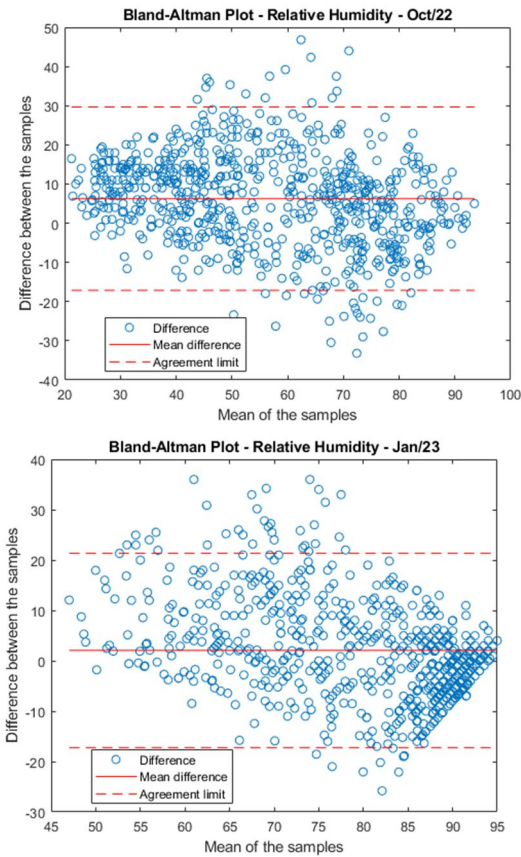 Bland-Altman Plot - Relative Humidity - Oct/22
50
40
30
20
10
0
-10
-20
-30
-40
Difference between the samples
Difference
Mean difference
Agreement limit
20 30 40 50 60 70 80 90 100
Mean of the samples
Bland-Altman Plot - Relative Humidity - Jan/23
40
30
20
10
0
-10
-20
-30
Difference between the samples
Difference
Mean difference
Agreement limit
45 50 55 60 65 70 75 80 85 90 95
Mean of the samples